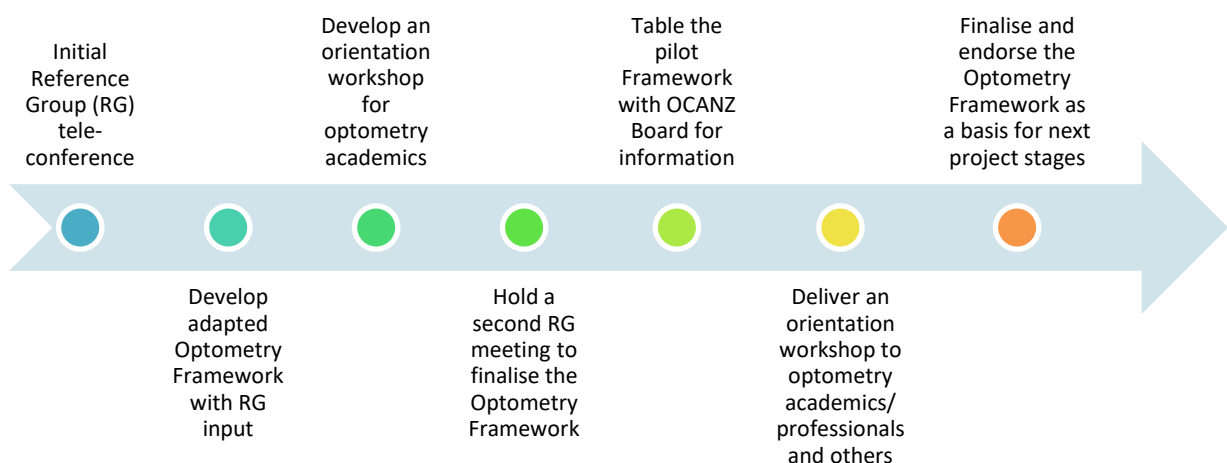 Initial
Reference
Group (RG)
tele-
conference
Develop
adapted
Optometry
Framework
with RG
input
Develop an
orientation
workshop
for
optometry
academics
Hold a
second RG
meeting to
finalise the
Optometry
Framework
Table the
pilot
Framework
with OCANZ
Board for
information
Deliver an
orientation
workshop to
optometry
academics/
professionals
and others
Finalise and
endorse the
Optometry
Framework as
a basis for next
project stages